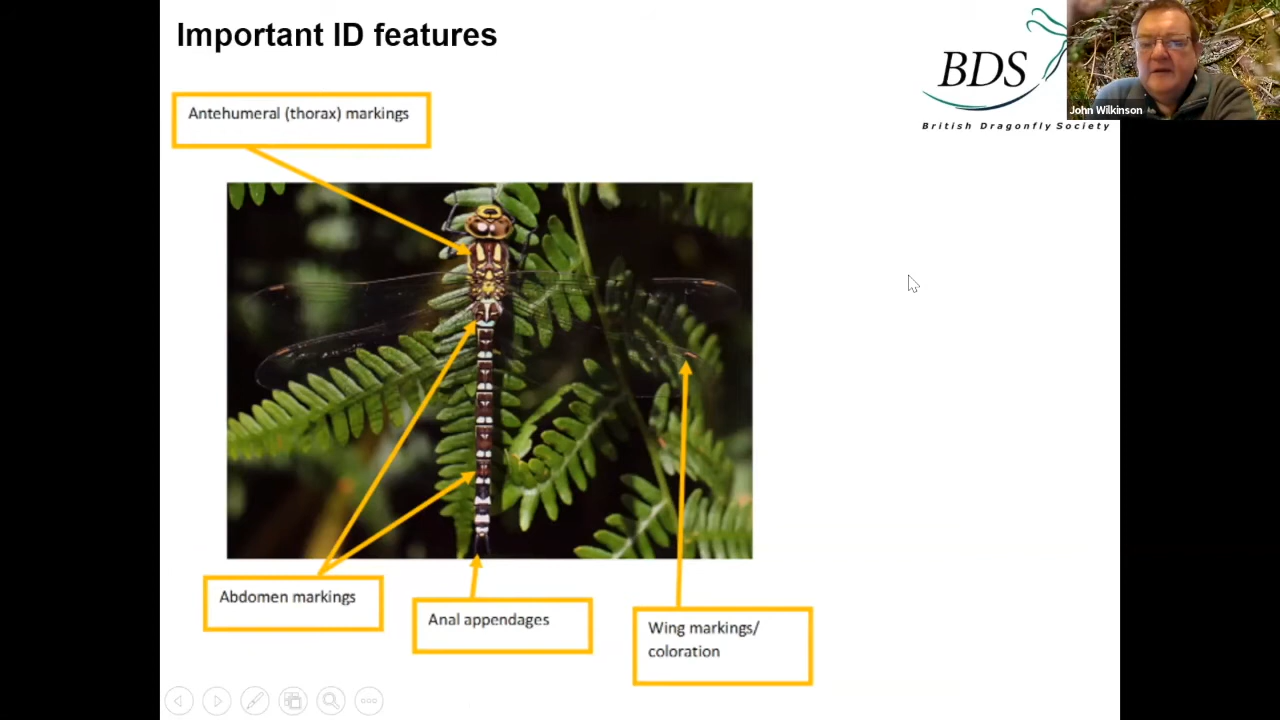 Important ID features
BDS
British Dragonfly Society
John Wilkinson
Antehumeral (thorax) markings
Abdomen markings
Anal appendages
Wing markings/
coloration